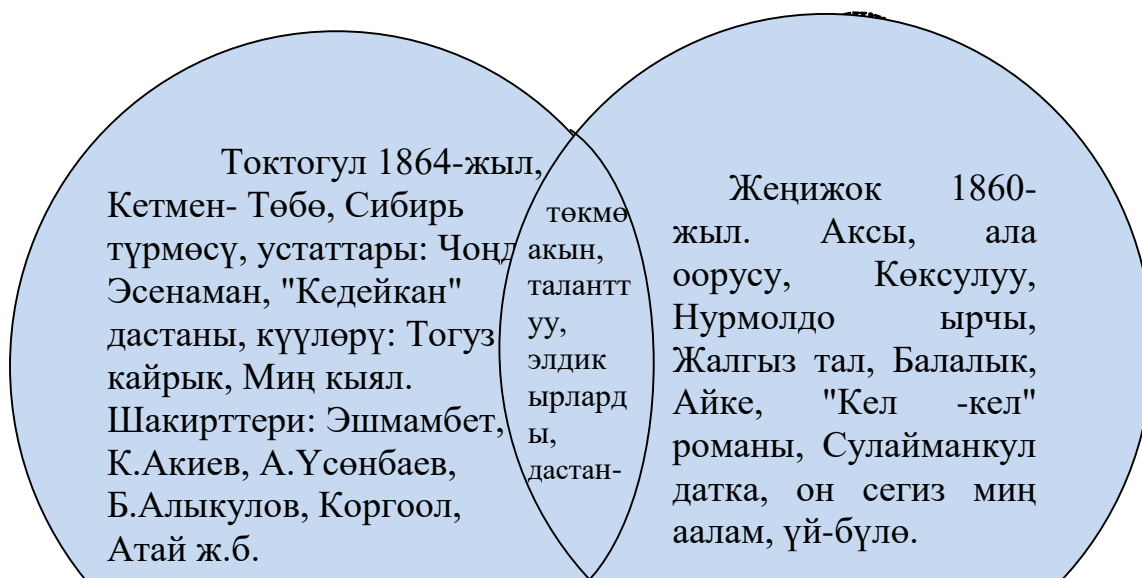 Токтогул 1864-жыл,
Кетмен- Төбө, Сибирь
түрмөсү, устаттары: Чоңд
Эсенаман, "Кедейкан"
дастаны, күүлөрү: Тогуз
кайрык, Миң кыял.
Шакирттери: Эшмамбет,
К.Акиев, А.Үсөнбаев,
Б.Алыкулов, Коргоол,
Атай ж.б.
төкмө
акын,
талантт
уу,
элдик
ырлард
ы,
дастан-
Жеңижок 1860-
жыл. Аксы, ала
оорусу, Көксулуу,
Нурмолдо ырчы,
Жалгыз тал, Балалык,
Айке, "Кел -кел"
романы, Сулайманкул
датка, он сегиз миң
аалам, үй-бүлө.